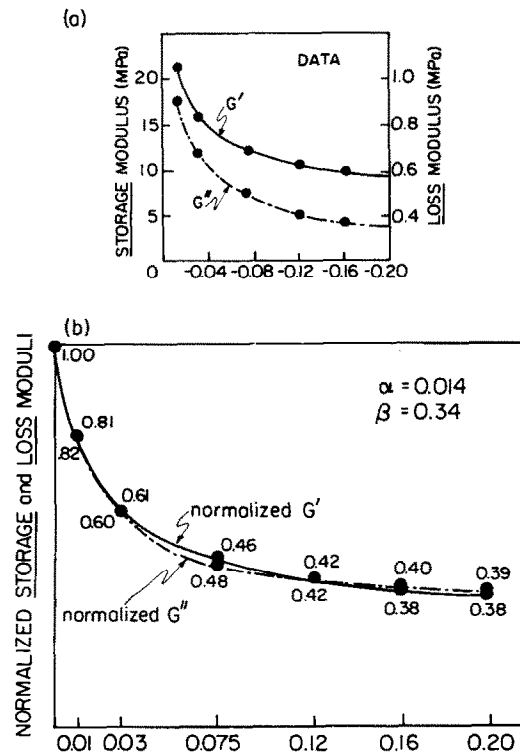 (a)
DATA
STORAGE MODULUS (MPa)
20
15
10
5
0
G'
G"
1.0
0.8
0.6
0.4
LOSS MODULUS (MPa)
-0.04 -0.08 -0.12 -0.16 -0.20
(b)
NORMALIZED STORAGE and LOSS MODULI
1.00
α = 0.014
β = 0.34
0.81
.82
0.61
0.60
normalized G'
0.46
0.48
normalized G"
0.42
0.42
0.40
0.38
0.39
0.38
0.01 0.03 0.075 0.12 0.16 0.20